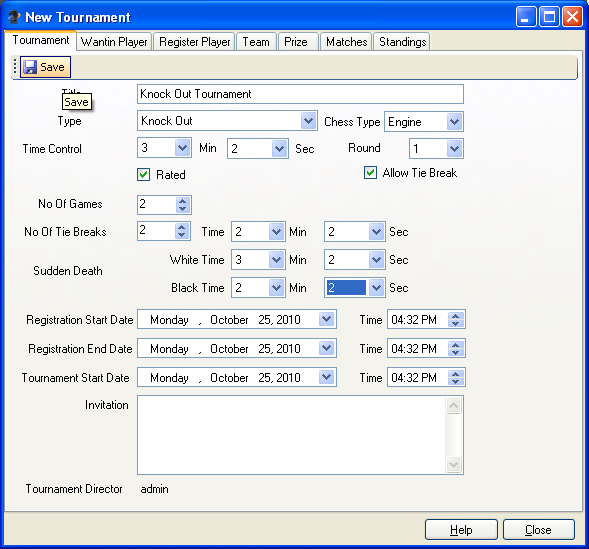 New Tournament
Tournament Wantin Player Register Player Team Prize Matches Standings
Save
Title Knock Out Tournament
Save
Type Knock Out Chess Type Engine
Time Control 3 Min 2 Sec Round 1
Rated Allow Tie Break
No Of Games 2
No Of Tie Breaks 2 Time 2 Min 2 Sec
Sudden Death White Time 3 Min 2 Sec
Black Time 2 Min 2 Sec
Registration Start Date Monday , October 25, 2010 Time 04:32 PM
Registration End Date Monday , October 25, 2010 Time 04:32 PM
Tournament Start Date Monday , October 25, 2010 Time 04:32 PM
Invitation
Tournament Director admin
Help Close